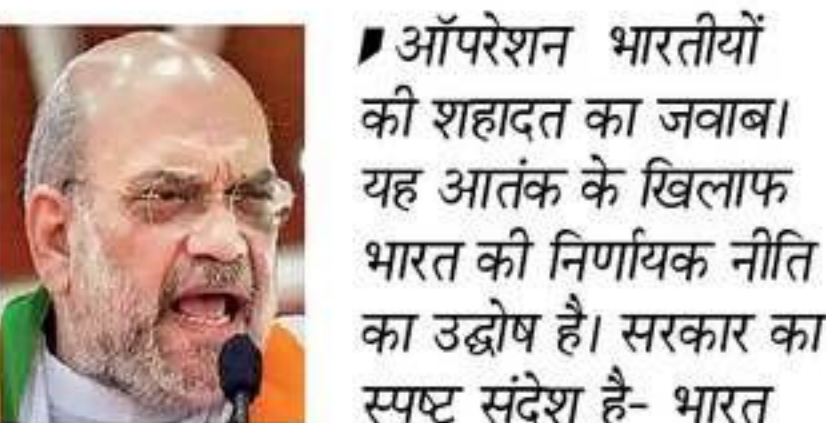 ऑपरेशन भारतीयों
की शहादत का जवाब।
यह आतंक के खिलाफ
भारत की निर्णायक नीति
का उद्घोष है। सरकार का
स्पष्ट संदेश है- भारत